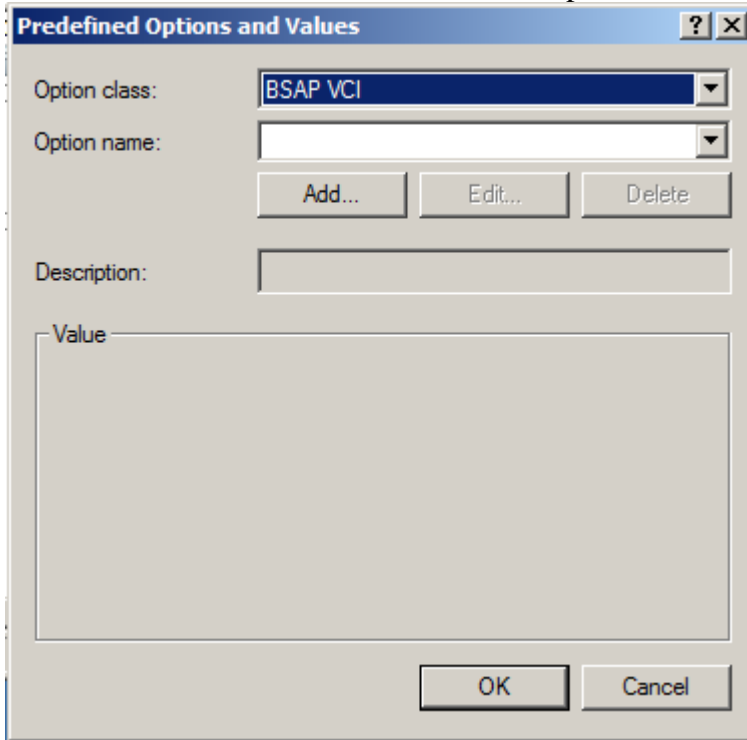 Predefined Options and Values
Option class: BSAP VCI
Option name:
Add... Edit... Delete
Description:
Value
OK Cancel